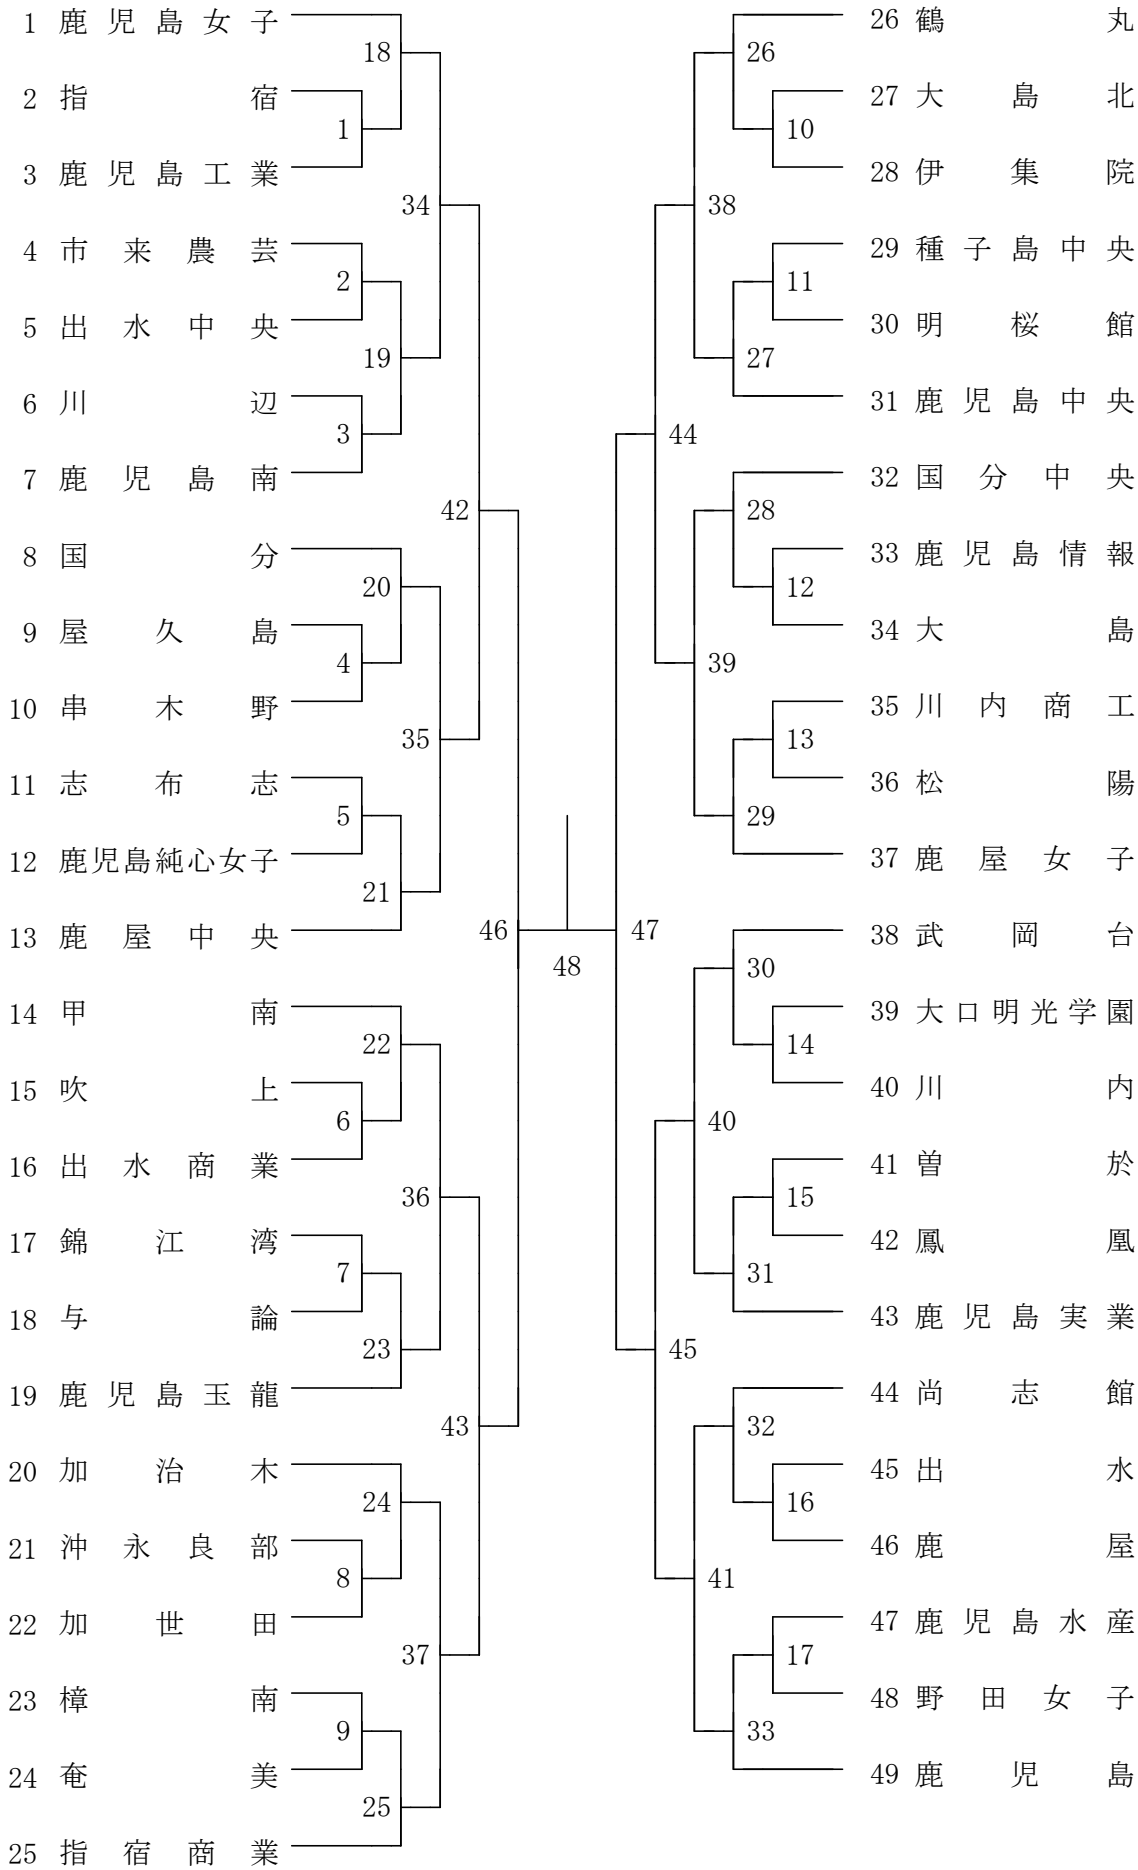 1 鹿児島女子
18
2 指宿
1
3 鹿児島工業
34
4 市来農芸
2
5 出水中央
19
6 川辺
3
7 鹿児島南
42
8 国分
20
9 屋久島
4
10 串木野
35
11 志布志
5
12 鹿児島純心女子
21
13 鹿屋中央
46
14 甲南
22
15 吹上
6
16 出水商業
36
17 錦江湾
7
18 与論
23
19 鹿児島玉龍
43
20 加治木
24
21 沖永良部
8
22 加世田
37
23 樟南
9
24 奄美
25
25 指宿商業
48
26 鶴丸
26
27 大島北
10
28 伊集院
38
29 種子島中央
11
30 明桜館
27
31 鹿児島中央
44
32 国分中央
28
33 鹿児島情報
12
34 大島
39
35 川内商工
13
36 松陽
29
37 鹿屋女子
47
38 武岡台
30
39 大口明光学園
14
40 川内
40
41 曽於
15
42 鳳凰
31
43 鹿児島実業
45
44 尚志館
32
45 出水
16
46 鹿屋
41
47 鹿児島水産
17
48 野田女子
33
49 鹿児島